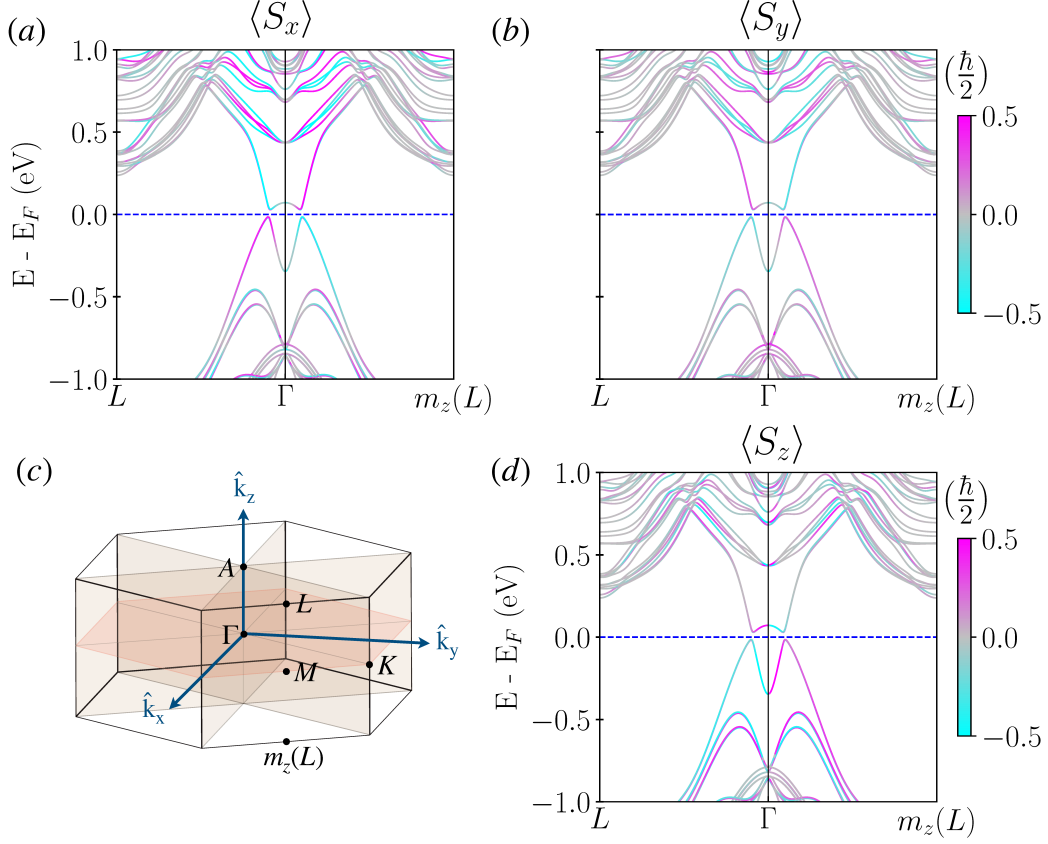 (a)
⟨S_x⟩
E - E_F (eV)
1.0
0.5
0.0
−0.5
−1.0
L
Γ
m_z(L)
(b)
⟨S_y⟩
L
Γ
m_z(L)
(ħ/2)
0.5
0.0
−0.5
(c)
k̂_z
A
L
Γ
k̂_y
M
K
k̂_x
m_z(L)
(d)
⟨S_z⟩
E - E_F (eV)
1.0
0.5
0.0
−0.5
−1.0
L
Γ
m_z(L)
(ħ/2)
0.5
0.0
−0.5